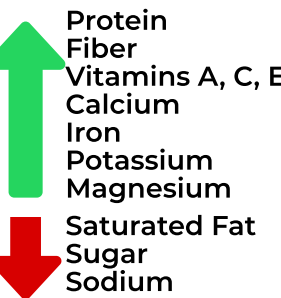 Protein
Fiber
Vitamins A, C, E
Calcium
Iron
Potassium
Magnesium
Saturated Fat
Sugar
Sodium